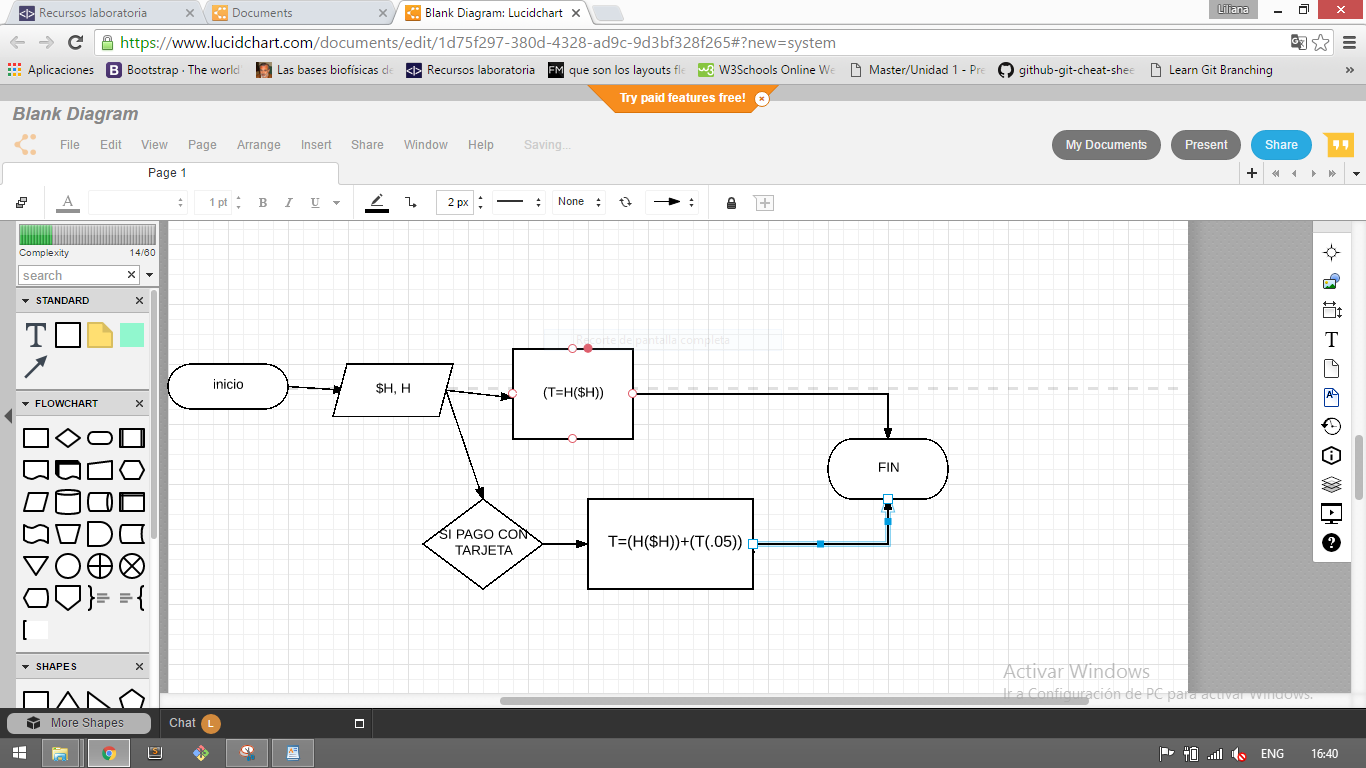 Recursos laboratoria
Documents
Blank Diagram: Lucidchart
Liliana
https://www.lucidchart.com/documents/edit/1d75f297-380d-4328-ad9c-9d3bf328f265#?new=system
Aplicaciones
Bootstrap · The world
Las bases biofísicas de
Recursos laboratoria
que son los layouts fle
W3Schools Online We
Master/Unidad 1 - Pre
github-git-cheat-shee
Learn Git Branching
Try paid features free!
Blank Diagram
File Edit View Page Arrange Insert Share Window Help Saving...
My Documents
Present
Share
Page 1
A
1 pt
B I U
2 px
None
Complexity 14/60
search
STANDARD
T
FLOWCHART
SHAPES
Recorte de pantalla completa
inicio
$H, H
(T=H($H))
FIN
SI PAGO CON
TARJETA
T=(H($H))+(T(.05))
Activar Windows
Ir a Configuración de PC para activar Windows.
More Shapes
Chat
L
ENG
16:40